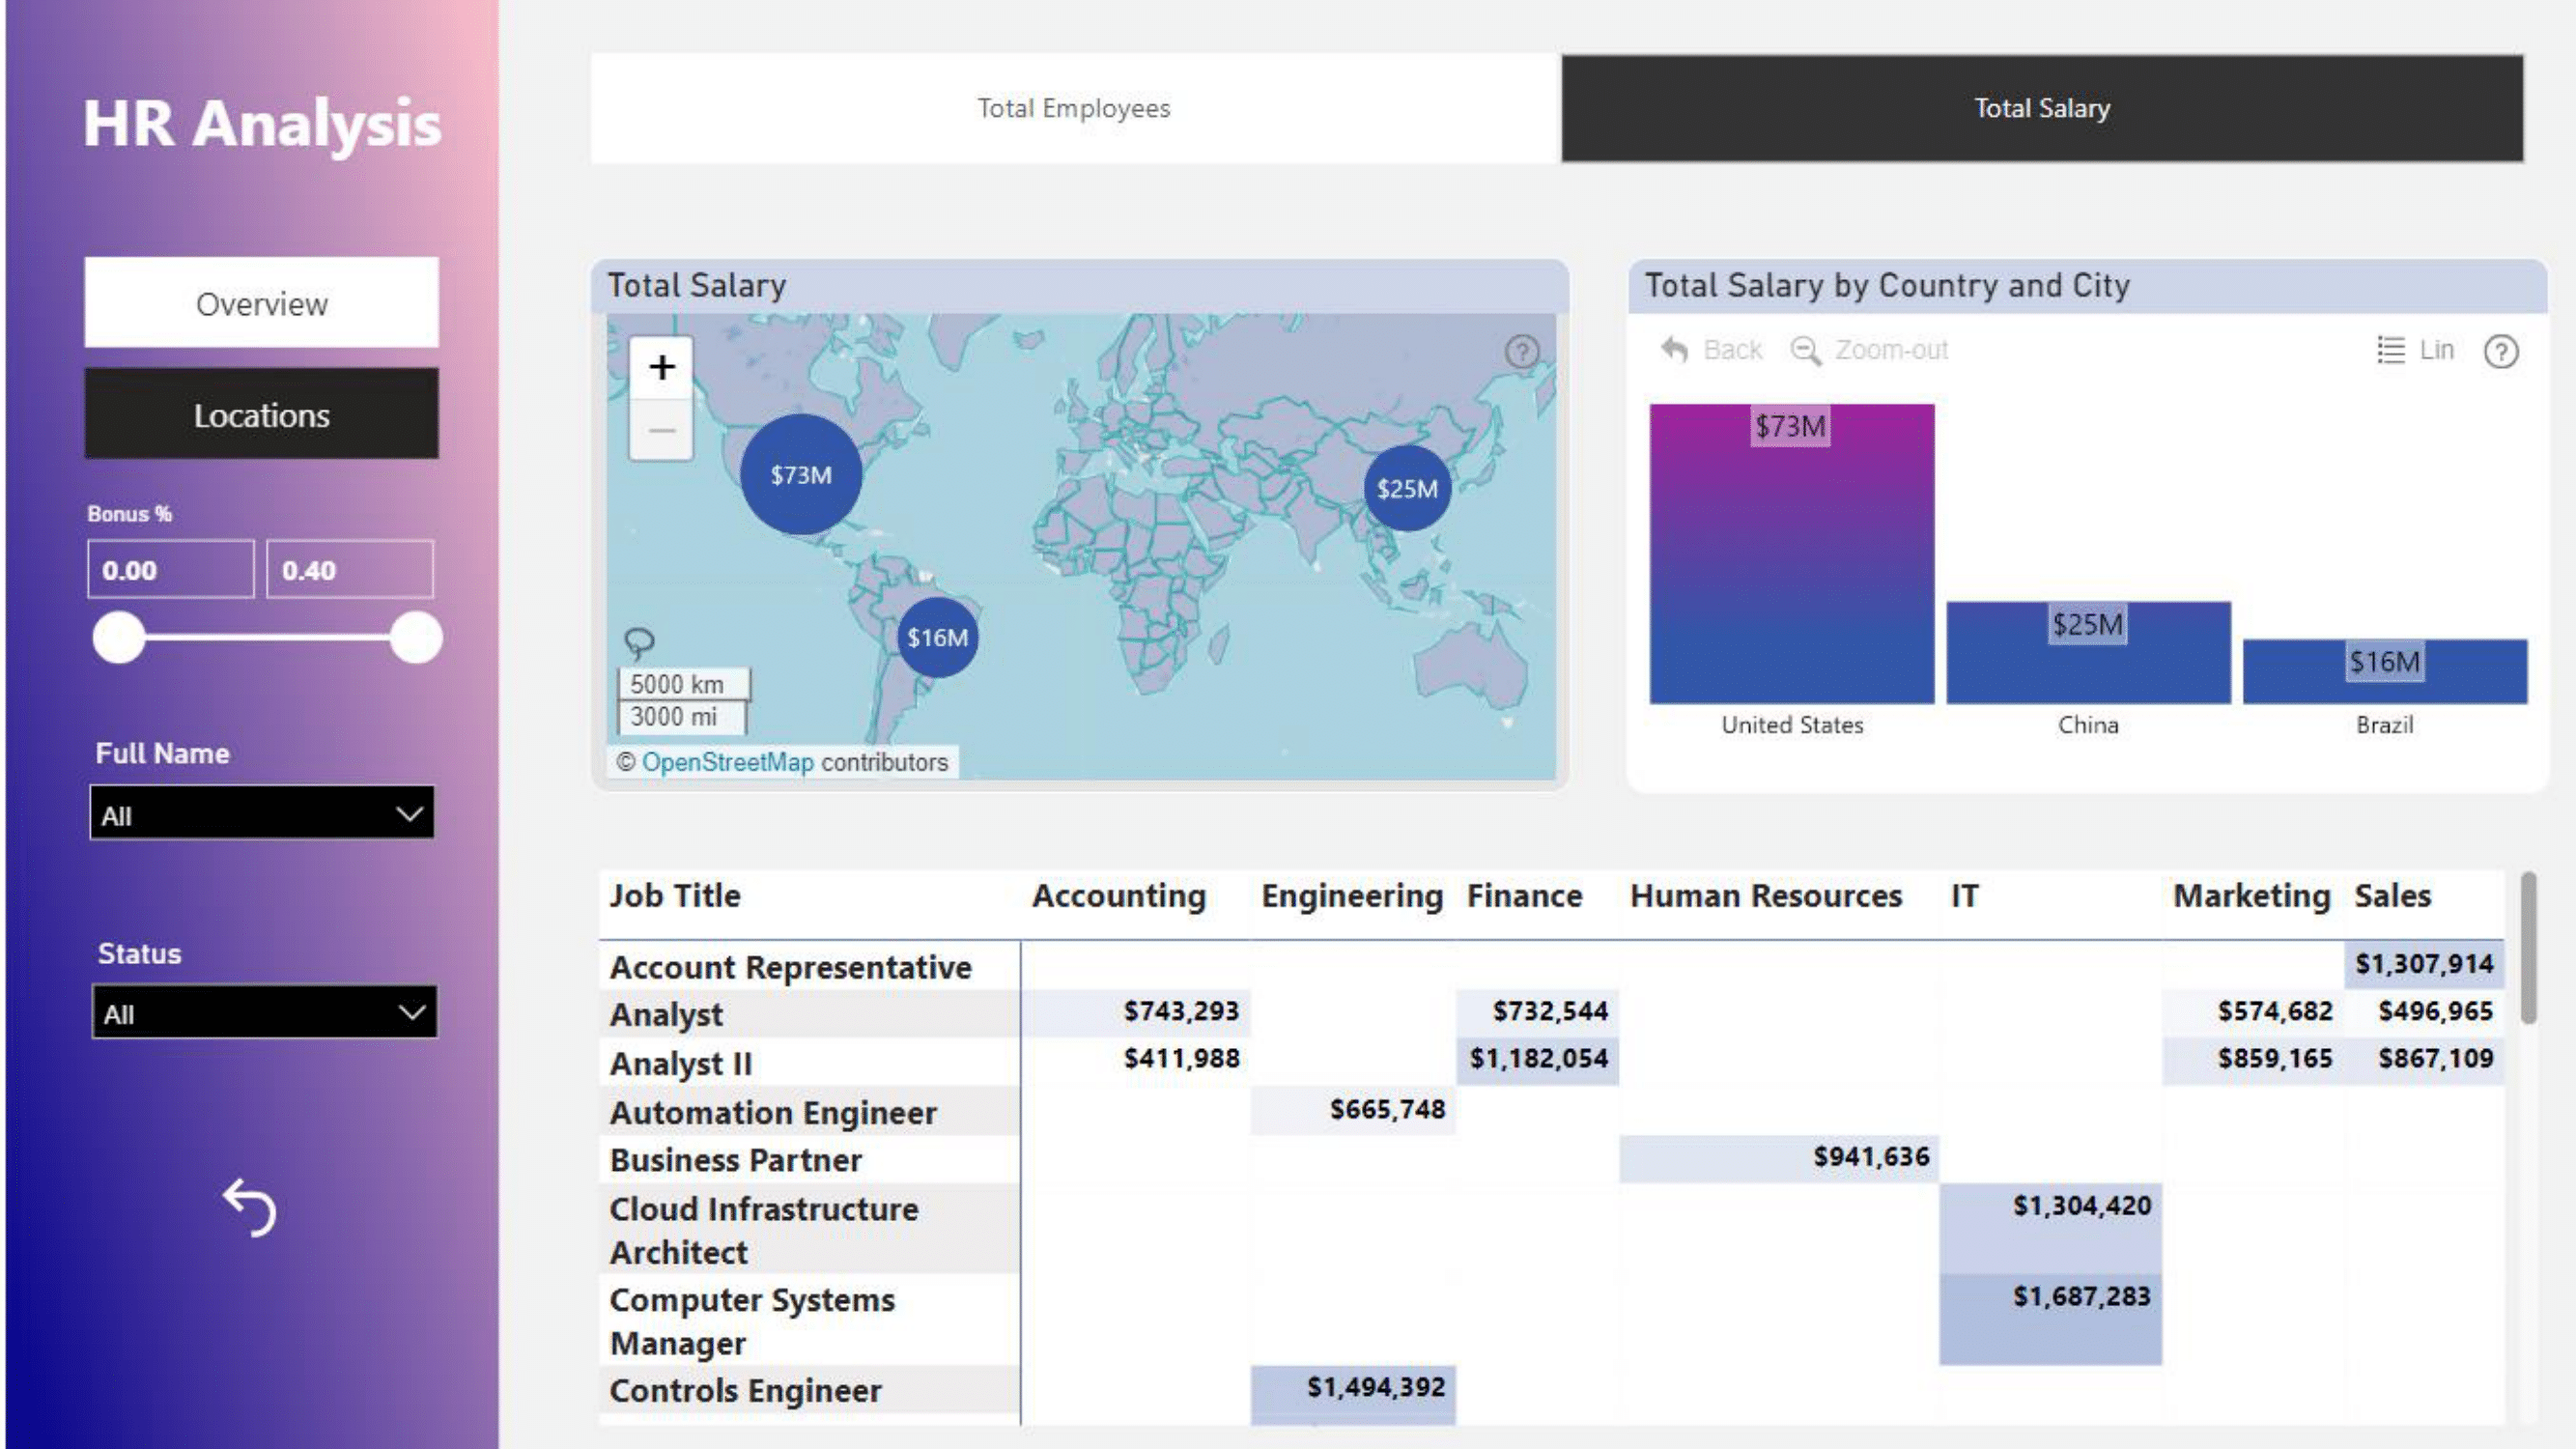 HR Analysis
Overview
Locations
Bonus %
0.00 0.40
Full Name
All
Status
All
Total Employees Total Salary
Total Salary
+
−
?
$73M
$25M
$16M
5000 km
3000 mi
© OpenStreetMap contributors
Total Salary by Country and City
Back Zoom-out Lin ?
$73M
$25M
$16M
United States China Brazil
Job Title Accounting Engineering Finance Human Resources IT Marketing Sales
Account Representative $1,307,914
Analyst $743,293 $732,544 $574,682 $496,965
Analyst II $411,988 $1,182,054 $859,165 $867,109
Automation Engineer $665,748
Business Partner $941,636
Cloud Infrastructure $1,304,420
Architect
Computer Systems $1,687,283
Manager
Controls Engineer $1,494,392